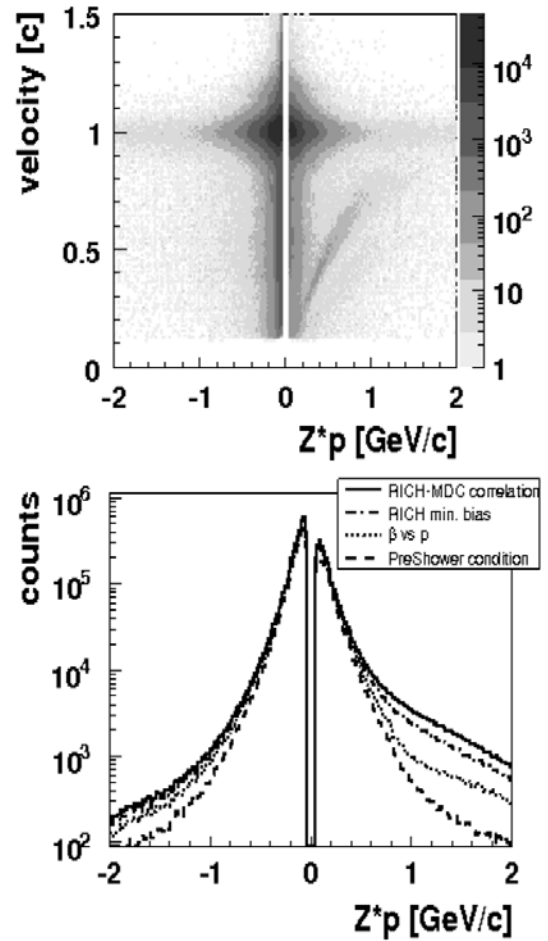 velocity [c]
1.5
1
0.5
0
-2 -1 0 1 2
Z*p [GeV/c]
10⁴
10³
10²
10
1
counts
10⁶
10⁵
10⁴
10³
10²
RICH-MDC correlation
RICH min. bias
β vs p
PreShower condition
-2 -1 0 1 2
Z*p [GeV/c]